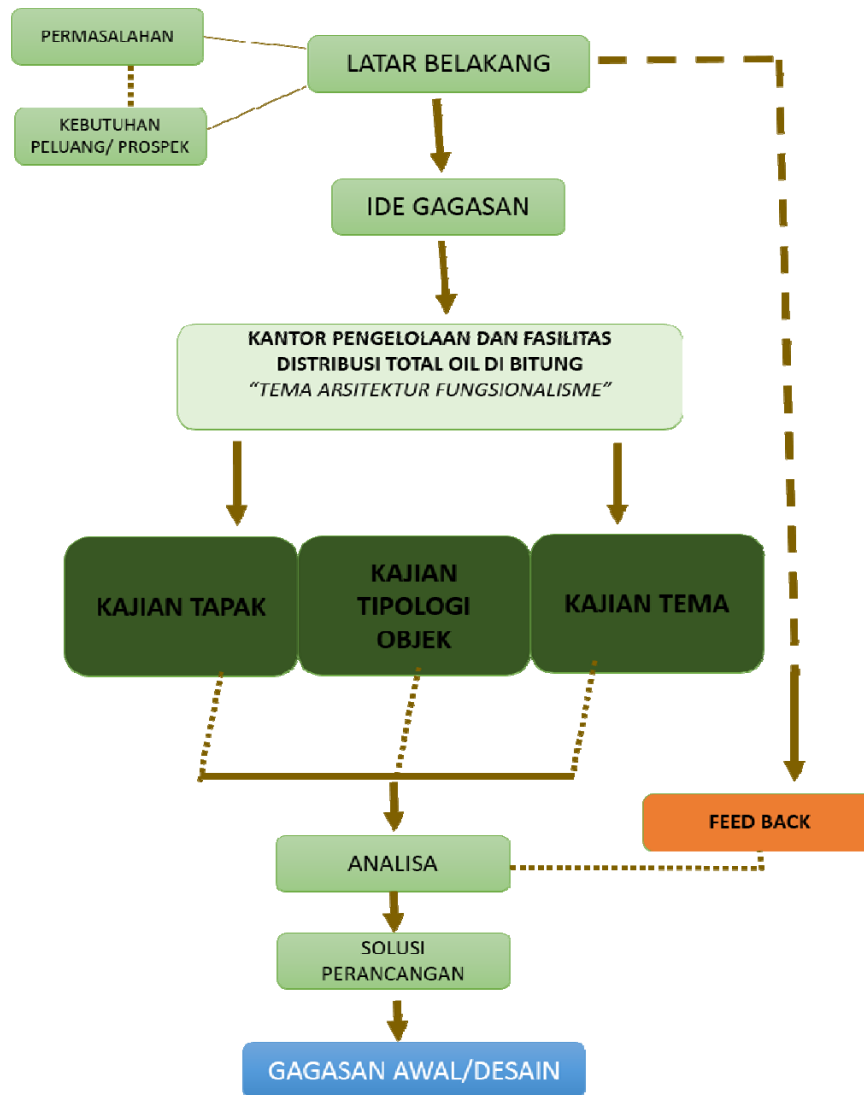 PERMASALAHAN
LATAR BELAKANG
KEBUTUHAN
PELUANG/ PROSPEK
IDE GAGASAN
KANTOR PENGELOLAAN DAN FASILITAS
DISTRIBUSI TOTAL OIL DI BITUNG
“TEMA ARSITEKTUR FUNGSIONALISME”
KAJIAN TAPAK
KAJIAN
TIPOLOGI
OBJEK
KAJIAN TEMA
FEED BACK
ANALISA
SOLUSI
PERANCANGAN
GAGASAN AWAL/DESAIN